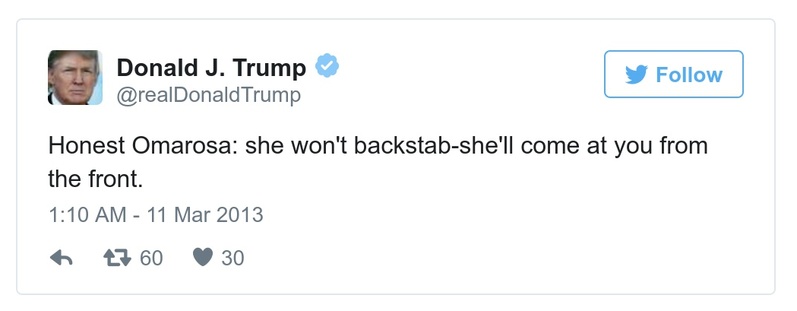 Donald J. Trump
@realDonaldTrump
Follow
Honest Omarosa: she won't backstab-she'll come at you from
the front.
1:10 AM - 11 Mar 2013
60 30